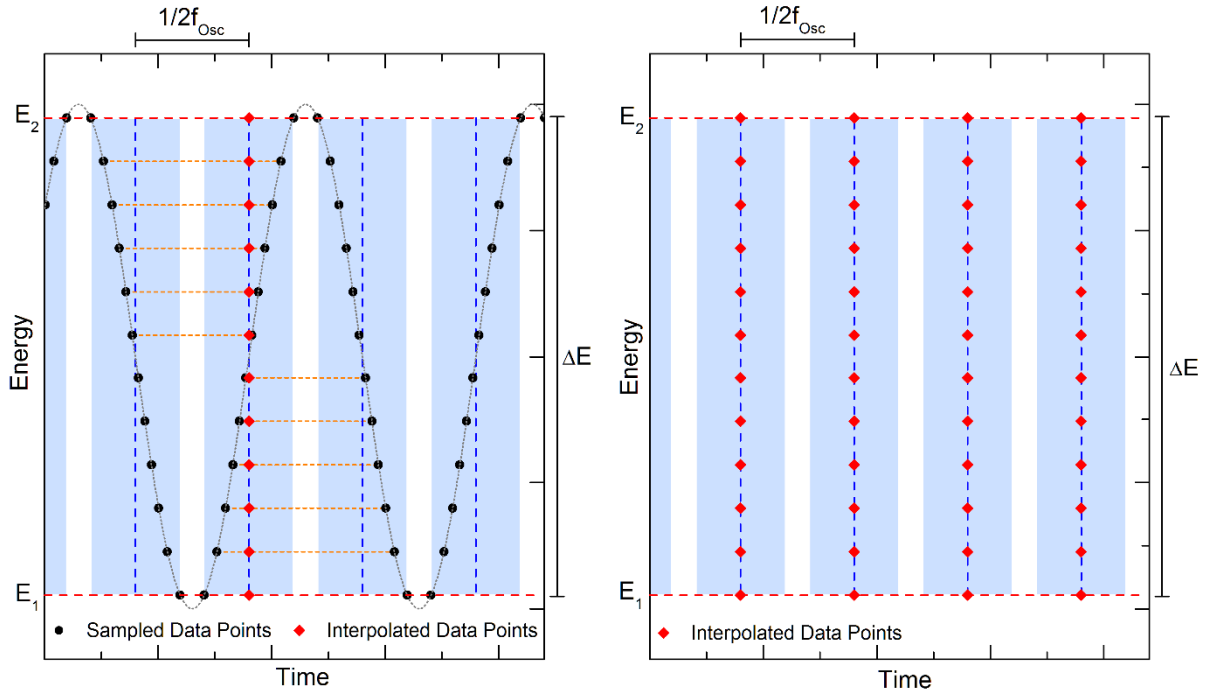 1/2f_Osc
E_2
Energy
E_1
ΔE
Sampled Data Points
Interpolated Data Points
Time
1/2f_Osc
E_2
Energy
E_1
ΔE
Interpolated Data Points
Time